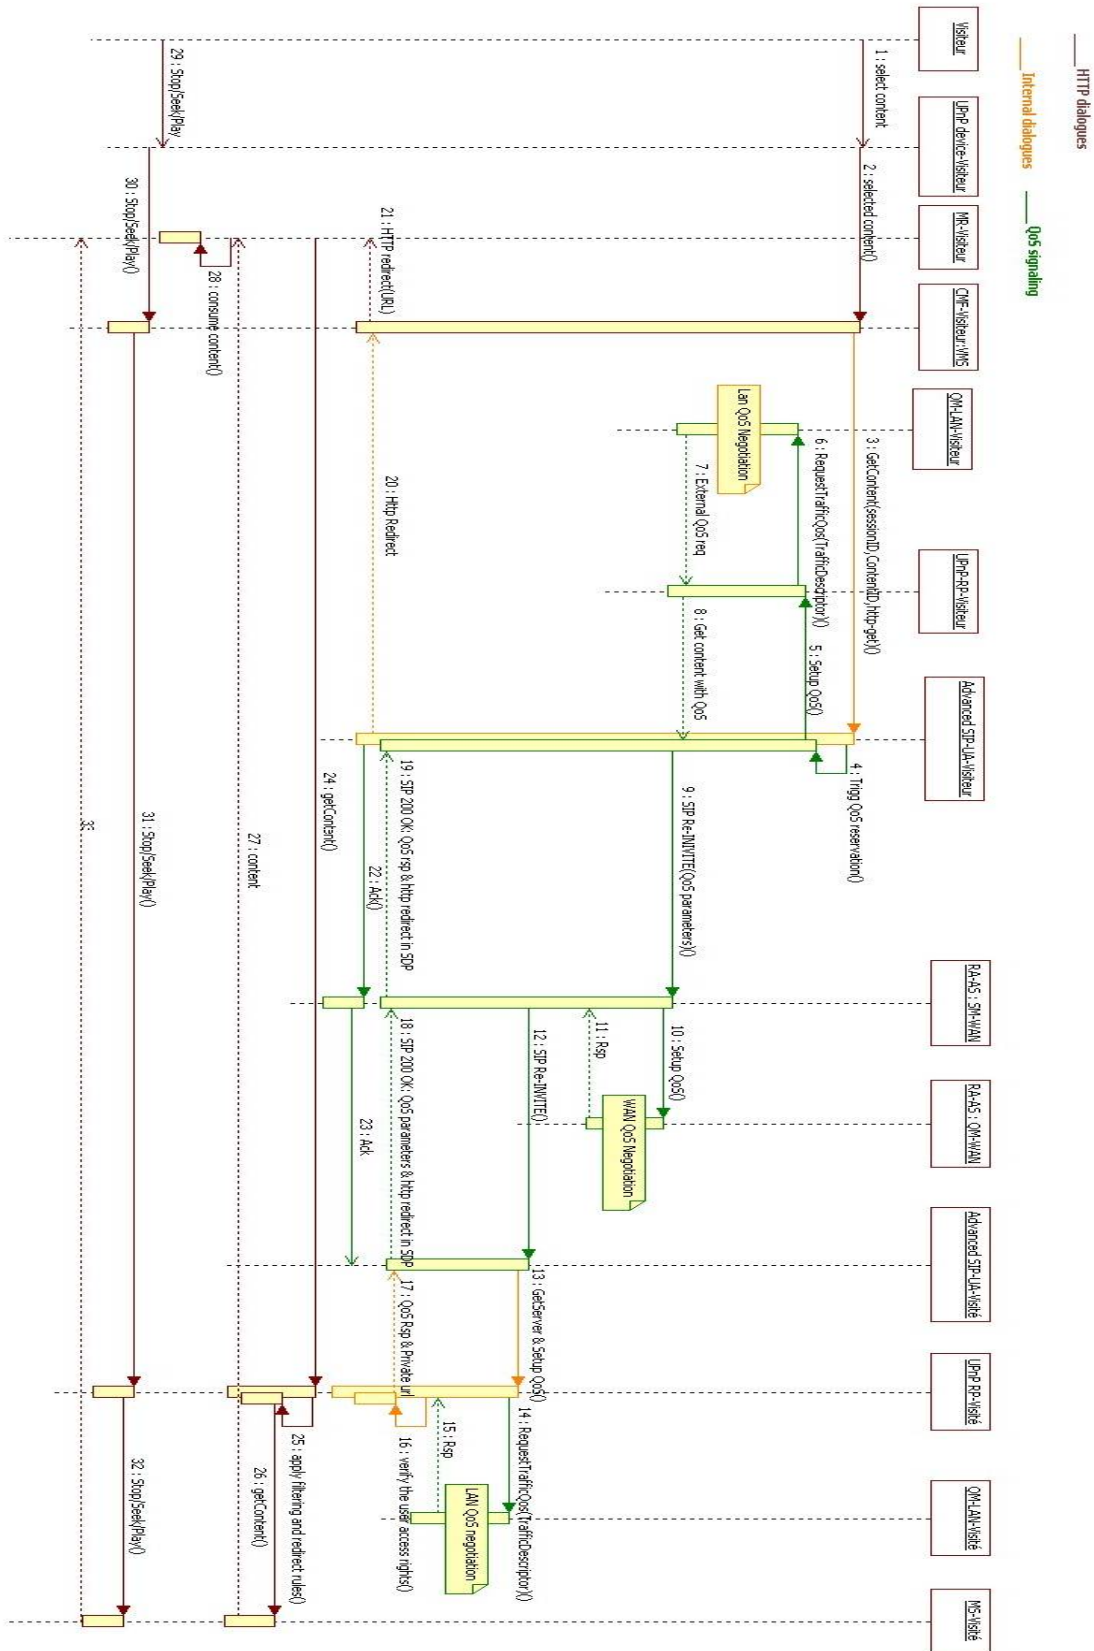 HTTP dialogues
Internal dialogues
QoS signaling
Visiteur
UPnP device-Visiteur
MR-Visiteur
CMF-Visiteur:VMS
QM-LAN-Visiteur
UPnP-RP-Visiteur
Advanced SIP-UA-Visiteur
RA-AS : SM-WAN
RA-AS : QM-WAN
Advanced SIP-UA-Visité
UPnP RP-Visité
QM-LAN-Visité
MS-Visité
1 : select content
2 : selected content()
3 : GetContent(sessionID,ContentID,http-get)()
4 : Trigg QoS reservation()
5 : Setup QoS()
6 : RequestTrafficQos(TrafficDescriptor)()
Lan QoS Negotiation
7 : External QoS req
8 : Get content with QoS
9 : SIP Re-INIVITE(QoS parameters)()
10 : Setup QoS()
WAN QoS Negotiation
11 : Rsp
12 : SIP Re-INVITE()
13 : GetServer & Setup QoS()
14 : RequestTrafficQos(TrafficDescriptor)()
LAN QoS negotiation
15 : Rsp
16 : verify the user access rights()
17 : QoS Rsp & Private url
18 : SIP 200 OK: QoS parameters & http redirect in SDP
19 : SIP 200 OK: QoS rsp & http redirect in SDP
20 : Http Redirect
21 : HTTP redirect(URL)
22 : Ack()
23 : Ack
24 : getContent()
25 : apply filtering and redirect rules()
26 : getContent()
27 : content
28 : consume content()
29 : Stop/Seek/Play
30 : Stop/Seek/Play()
31 : Stop/Seek/Play()
32 : Stop/Seek/Play()